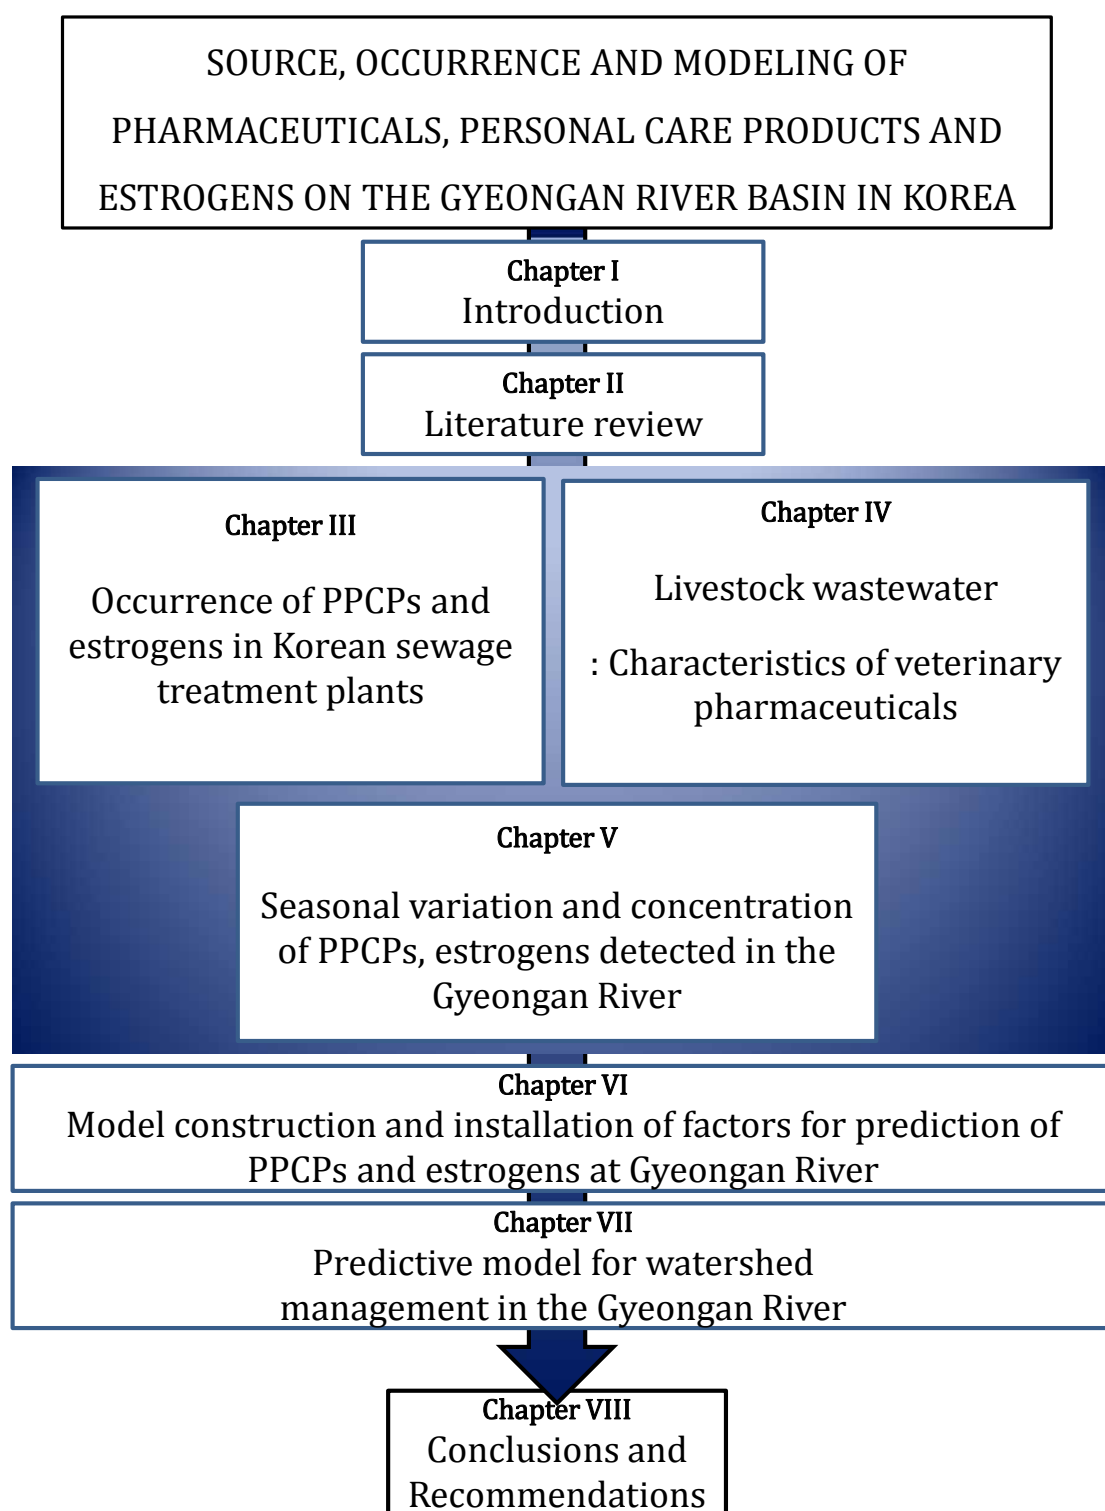 SOURCE, OCCURRENCE AND MODELING OF
PHARMACEUTICALS, PERSONAL CARE PRODUCTS AND
ESTROGENS ON THE GYEONGAN RIVER BASIN IN KOREA
Chapter I
Introduction
Chapter II
Literature review
Chapter III
Occurrence of PPCPs and
estrogens in Korean sewage
treatment plants
Chapter IV
Livestock wastewater
: Characteristics of veterinary
pharmaceuticals
Chapter V
Seasonal variation and concentration
of PPCPs, estrogens detected in the
Gyeongan River
Chapter VI
Model construction and installation of factors for prediction of
PPCPs and estrogens at Gyeongan River
Chapter VII
Predictive model for watershed
management in the Gyeongan River
Chapter VIII
Conclusions and
Recommendations